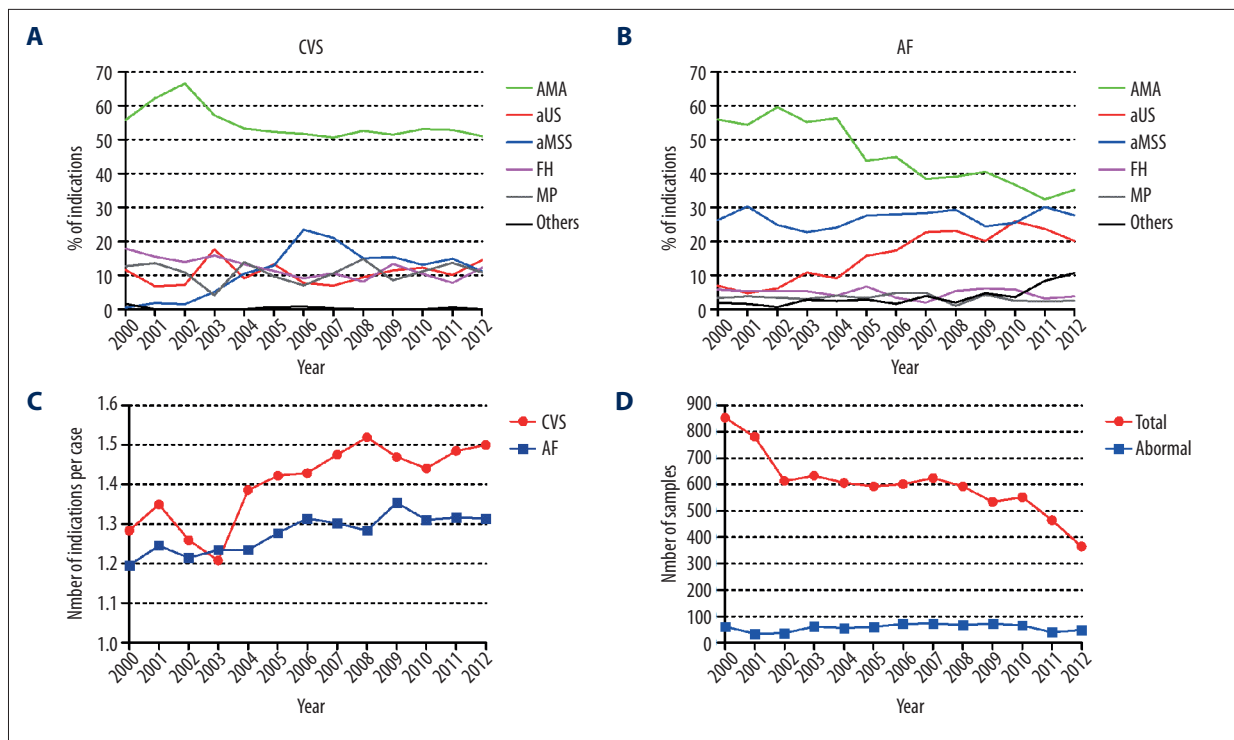 A
CVS
% of indications
70
60
50
40
30
20
10
0
2000
2001
2002
2003
2004
2005
2006
2007
2008
2009
2010
2011
2012
Year
AMA
aUS
aMSS
FH
MP
Others
B
AF
% of indications
70
60
50
40
30
20
10
0
2000
2001
2002
2003
2004
2005
2006
2007
2008
2009
2010
2011
2012
Year
AMA
aUS
aMSS
FH
MP
Others
C
Nmber of indications per case
1.6
1.5
1.4
1.3
1.2
1.1
1.0
2000
2001
2002
2003
2004
2005
2006
2007
2008
2009
2010
2011
2012
Year
CVS
AF
D
Nmber of samples
900
800
700
600
500
400
300
200
100
0
2000
2001
2002
2003
2004
2005
2006
2007
2008
2009
2010
2011
2012
Year
Total
Abormal